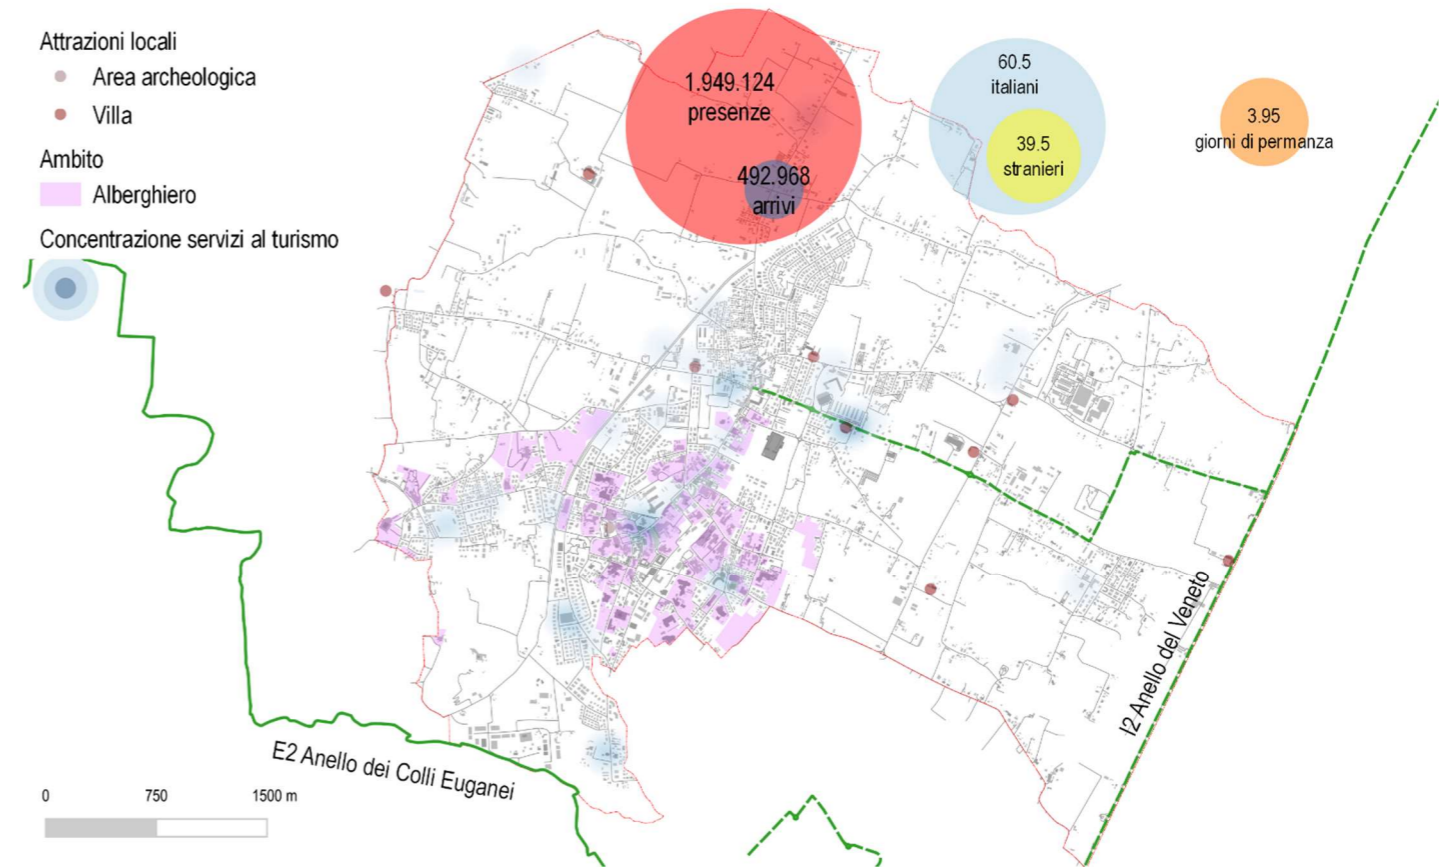 Attrazioni locali
Area archeologica
Villa
Ambito
Alberghiero
Concentrazione servizi al turismo
1.949.124
presenze
492.968
arrivi
60.5
italiani
39.5
stranieri
3.95
giorni di permanza
I2 Anello del Veneto
E2 Anello dei Colli Euganei
0 750 1500 m